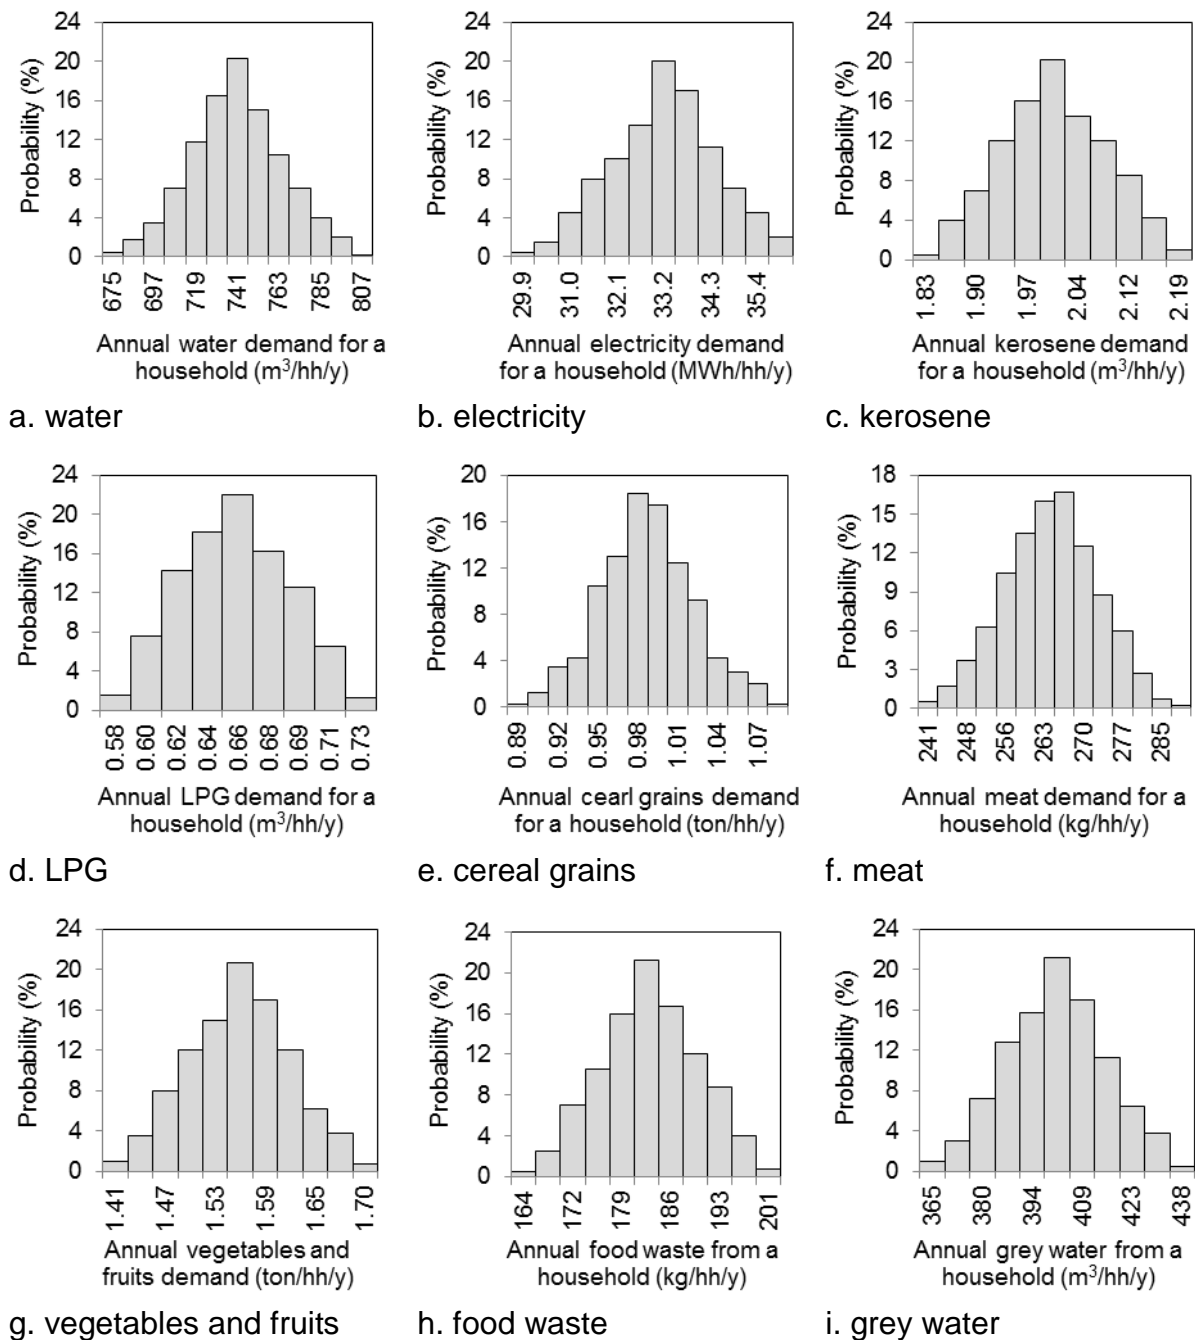 24
20
16
12
8
4
0
Probability (%)
675 697 719 741 763 785 807
Annual water demand for a
household (m³/hh/y)
a. water
24
20
16
12
8
4
0
Probability (%)
29.9 31.0 32.1 33.2 34.3 35.4
Annual electricity demand
for a household (MWh/hh/y)
b. electricity
24
20
16
12
8
4
0
Probability (%)
1.83 1.90 1.97 2.04 2.12 2.19
Annual kerosene demand
for a household (m³/hh/y)
c. kerosene
24
20
16
12
8
4
0
Probability (%)
0.58 0.60 0.62 0.64 0.66 0.68 0.69 0.71 0.73
Annual LPG demand for a
household (m³/hh/y)
d. LPG
20
16
12
8
4
0
Probability (%)
0.89 0.92 0.95 0.98 1.01 1.04 1.07
Annual cearl grains demand
for a household (ton/hh/y)
e. cereal grains
18
15
12
9
6
3
0
Probability (%)
241 248 256 263 270 277 285
Annual meat demand for a
household (kg/hh/y)
f. meat
24
20
16
12
8
4
0
Probability (%)
1.41 1.47 1.53 1.59 1.65 1.70
Annual vegetables and
fruits demand (ton/hh/y)
g. vegetables and fruits
24
20
16
12
8
4
0
Probability (%)
164 172 179 186 193 201
Annual food waste from a
household (kg/hh/y)
h. food waste
24
20
16
12
8
4
0
Probability (%)
365 380 394 409 423 438
Annual grey water from a
household (m³/hh/y)
i. grey water